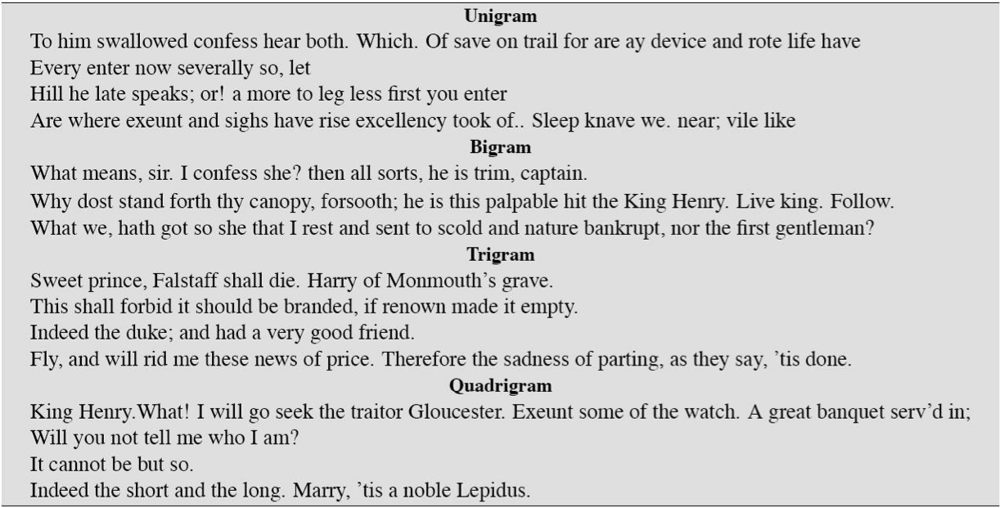 Unigram
To him swallowed confess hear both. Which. Of save on trail for are ay device and rote life have
Every enter now severally so, let
Hill he late speaks; or! a more to leg less first you enter
Are where exeunt and sighs have rise excellency took of.. Sleep knave we. near; vile like
Bigram
What means, sir. I confess she? then all sorts, he is trim, captain.
Why dost stand forth thy canopy, forsooth; he is this palpable hit the King Henry. Live king. Follow.
What we, hath got so she that I rest and sent to scold and nature bankrupt, nor the first gentleman?
Trigram
Sweet prince, Falstaff shall die. Harry of Monmouth’s grave.
This shall forbid it should be branded, if renown made it empty.
Indeed the duke; and had a very good friend.
Fly, and will rid me these news of price. Therefore the sadness of parting, as they say, ’tis done.
Quadrigram
King Henry.What! I will go seek the traitor Gloucester. Exeunt some of the watch. A great banquet serv’d in;
Will you not tell me who I am?
It cannot be but so.
Indeed the short and the long. Marry, ’tis a noble Lepidus.